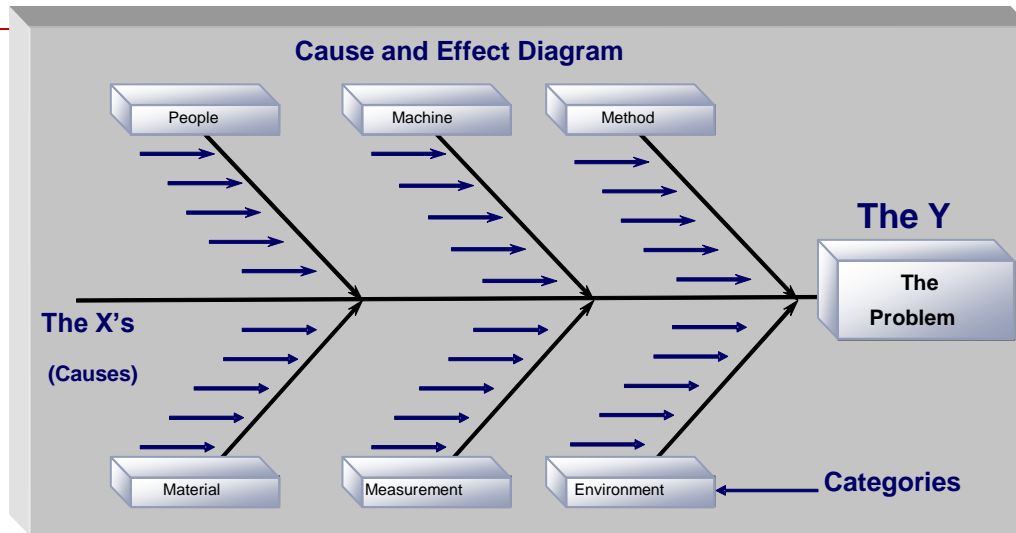 Cause and Effect Diagram
People
Machine
Method
The Y
The
Problem
The X's
(Causes)
Material
Measurement
Environment
Categories